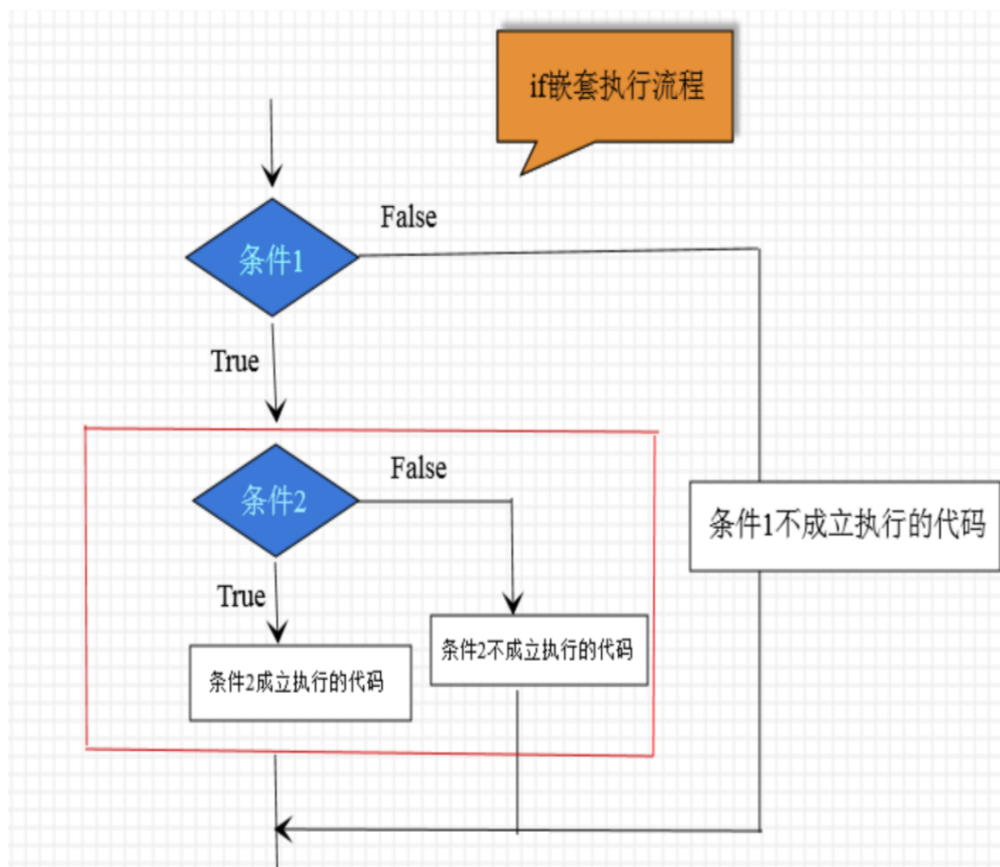 if嵌套执行流程
False
条件1
True
False
条件2
条件1不成立执行的代码
True
条件2不成立执行的代码
条件2成立执行的代码